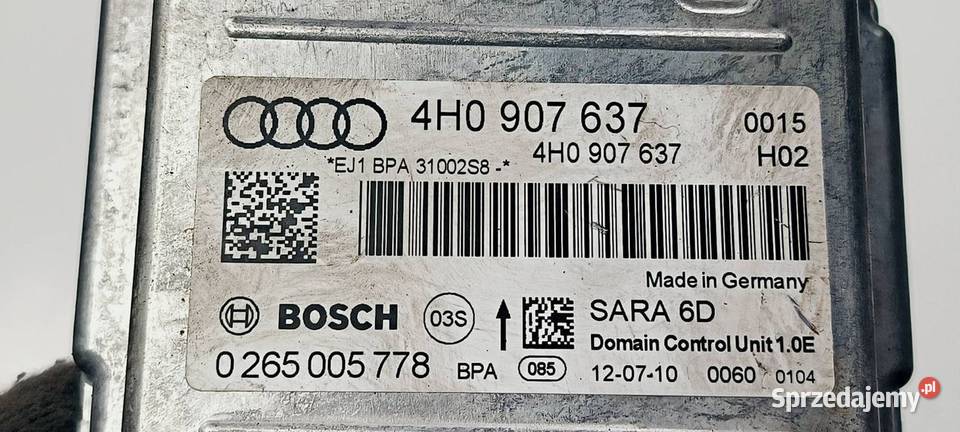 4H0 907 637 0015
4H0 907 637 H02
*EJ1 BPA 31002S8 -*
Made in Germany
BOSCH 03S SARA 6D
Domain Control Unit 1.0E
0 265 005 778 BPA 085 12-07-10 0060 0104
Sprzedajemy.pl